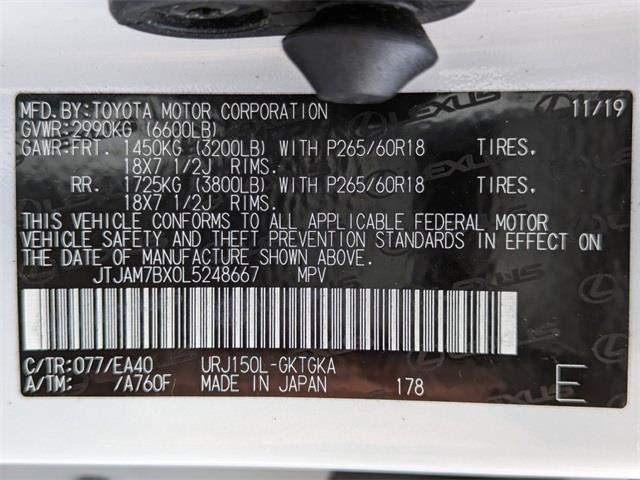 MFD.BY:TOYOTA MOTOR CORPORATION 11/19
GVWR:2990KG (6600LB)
GAWR:FRT. 1450KG (3200LB) WITH P265/60R18 TIRES,
18X7 1/2J RIMS.
RR. 1725KG (3800LB) WITH P265/60R18 TIRES,
18X7 1/2J RIMS.
THIS VEHICLE CONFORMS TO ALL APPLICABLE FEDERAL MOTOR
VEHICLE SAFETY AND THEFT PREVENTION STANDARDS IN EFFECT ON
THE DATE OF MANUFACTURE SHOWN ABOVE.
JTJAM7BX0L5248667 MPV
C/TR:077/EA40 URJ150L-GKTGKA
A/TM: /A760F MADE IN JAPAN 178 E
LEXUS
LEXUS